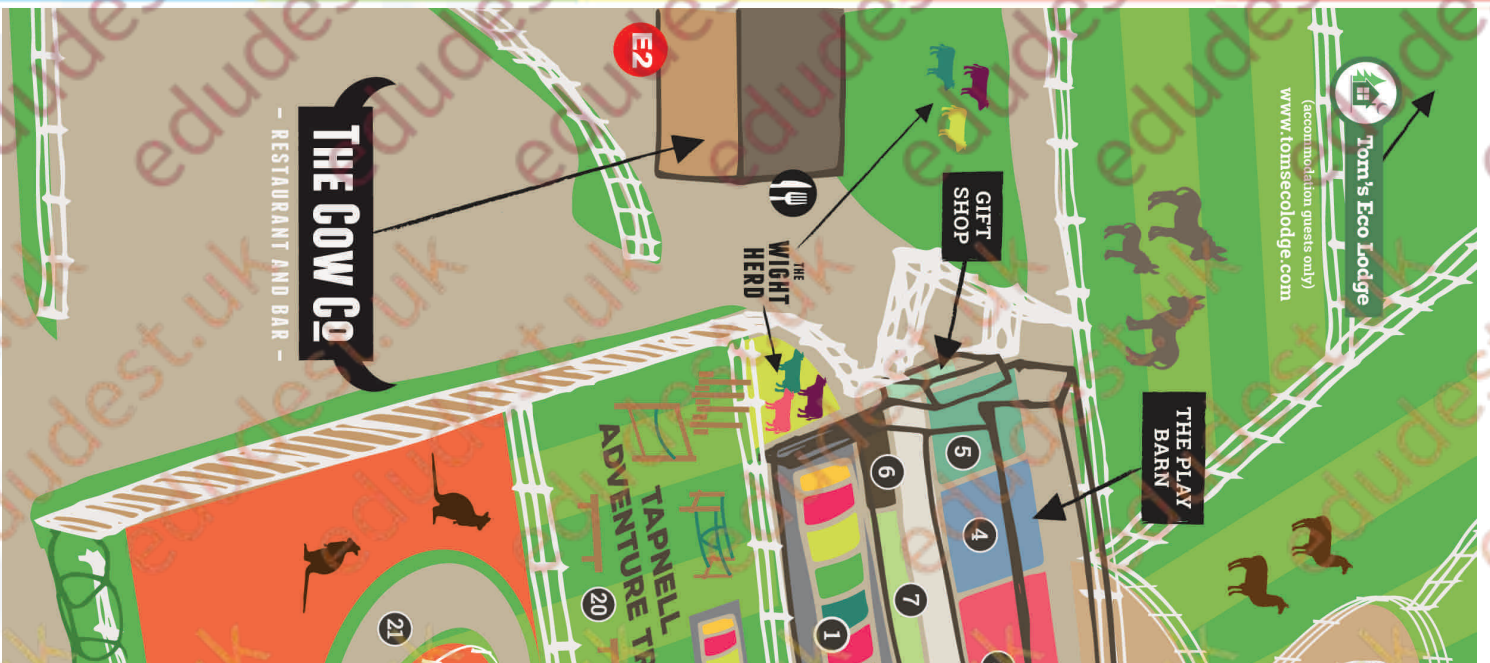 Tom's Eco Lodge
(accommodation guests only)
www.tomsecolodge.com
THE PLAY
BARN
GIFT
SHOP
5
4
6
7
1
THE
WIGHT
HERD
E2
TAPNELL
ADVENTURE TR
20
21
THE COW Co
– RESTAURANT AND BAR –
edudest.uk